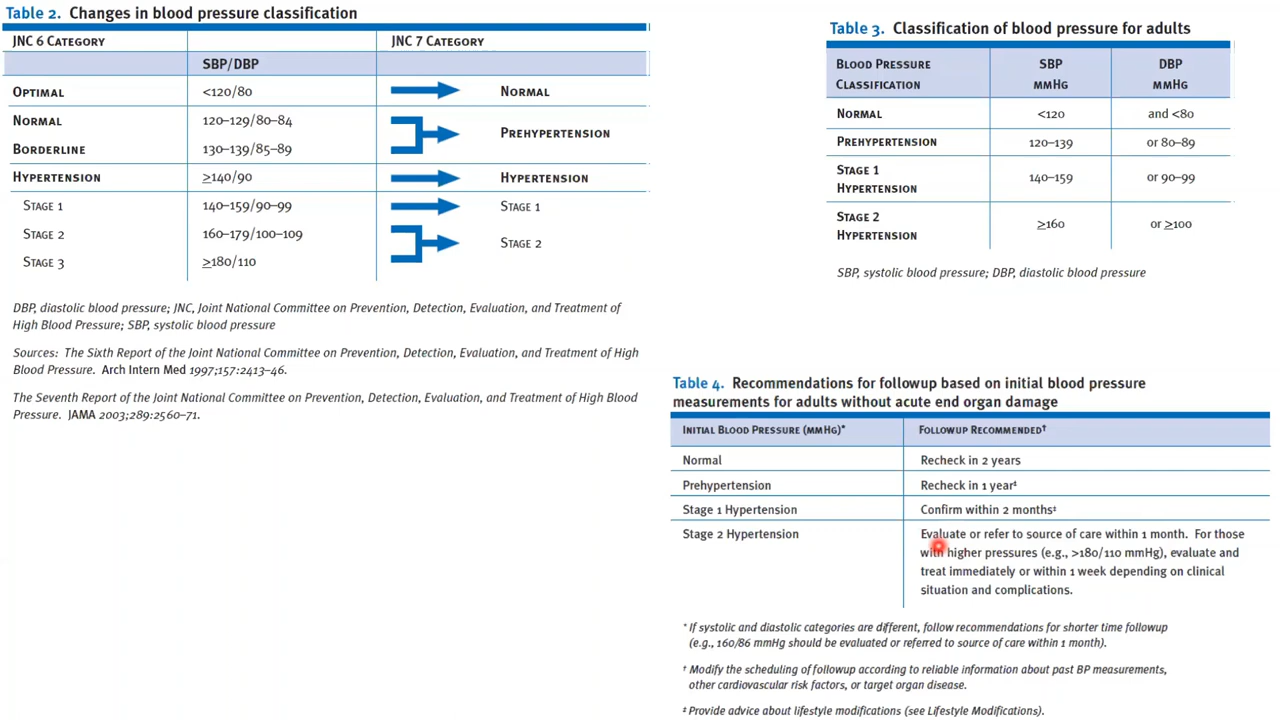 Table 2. Changes in blood pressure classification
JNC 6 CATEGORY JNC 7 CATEGORY
SBP/DBP
OPTIMAL <120/80 NORMAL
NORMAL 120–129/80–84
PREHYPERTENSION
BORDERLINE 130–139/85–89
HYPERTENSION ≥140/90 HYPERTENSION
STAGE 1 140–159/90–99 STAGE 1
STAGE 2 160–179/100–109
STAGE 2
STAGE 3 ≥180/110
DBP, diastolic blood pressure; JNC, Joint National Committee on Prevention, Detection, Evaluation, and Treatment of
High Blood Pressure; SBP, systolic blood pressure
Sources: The Sixth Report of the Joint National Committee on Prevention, Detection, Evaluation, and Treatment of High
Blood Pressure. Arch Intern Med 1997;157:2413–46.
The Seventh Report of the Joint National Committee on Prevention, Detection, Evaluation, and Treatment of High Blood
Pressure. JAMA 2003;289:2560–71.
Table 3. Classification of blood pressure for adults
BLOOD PRESSURE SBP DBP
CLASSIFICATION MMHG MMHG
NORMAL <120 and <80
PREHYPERTENSION 120–139 or 80–89
STAGE 1
HYPERTENSION 140–159 or 90–99
STAGE 2
HYPERTENSION ≥160 or ≥100
SBP, systolic blood pressure; DBP, diastolic blood pressure
Table 4. Recommendations for followup based on initial blood pressure
measurements for adults without acute end organ damage
INITIAL BLOOD PRESSURE (MMHG)* FOLLOWUP RECOMMENDED†
Normal Recheck in 2 years
Prehypertension Recheck in 1 year‡
Stage 1 Hypertension Confirm within 2 months‡
Stage 2 Hypertension Evaluate or refer to source of care within 1 month. For those
with higher pressures (e.g., >180/110 mmHg), evaluate and
treat immediately or within 1 week depending on clinical
situation and complications.
* If systolic and diastolic categories are different, follow recommendations for shorter time followup
(e.g., 160/86 mmHg should be evaluated or referred to source of care within 1 month).
† Modify the scheduling of followup according to reliable information about past BP measurements,
other cardiovascular risk factors, or target organ disease.
‡ Provide advice about lifestyle modifications (see Lifestyle Modifications).